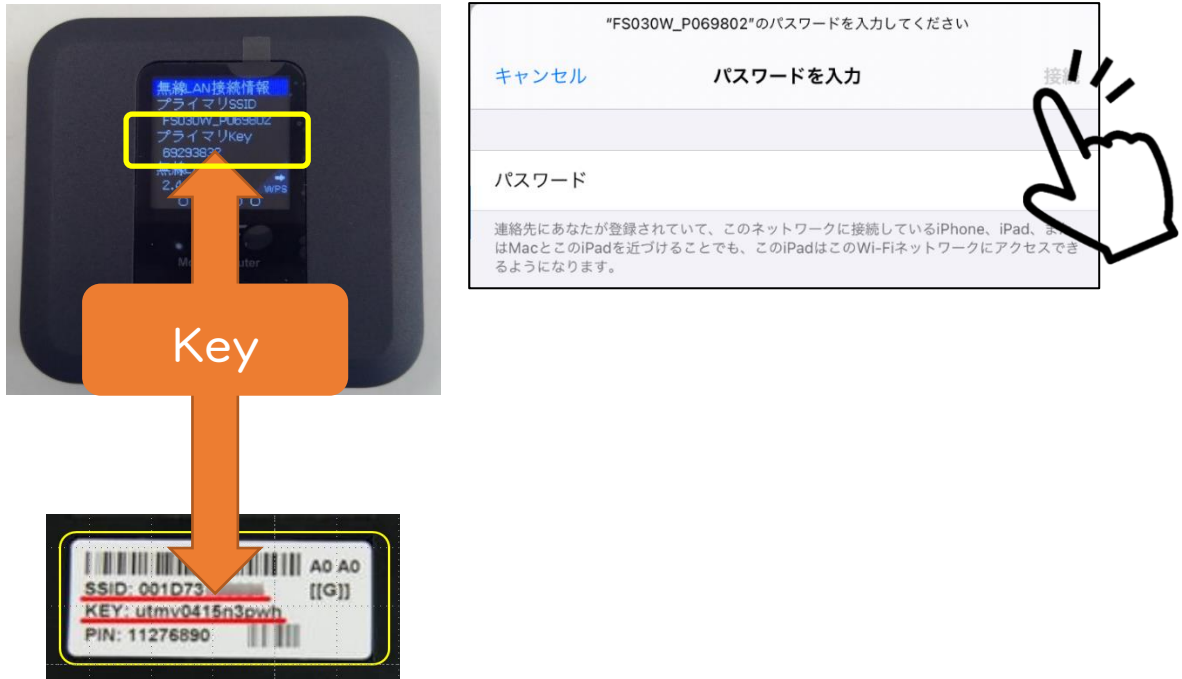 無線LAN接続情報
プライマリSSID
FS030W_P069802
プライマリKey
WPS
Key
"FS030W_P069802"のパスワードを入力してください
キャンセル
パスワードを入力
パスワード
連絡先にあなたが登録されていて、このネットワークに接続しているiPhone、iPad、
はMacとこのiPadを近づけることでも、このiPadはこのWi-Fiネットワークにアクセスでき
るようになります。
A0 A0
SSID: 001D73
[[G]]
KEY: utmv0415n3pwh
PIN: 11276890